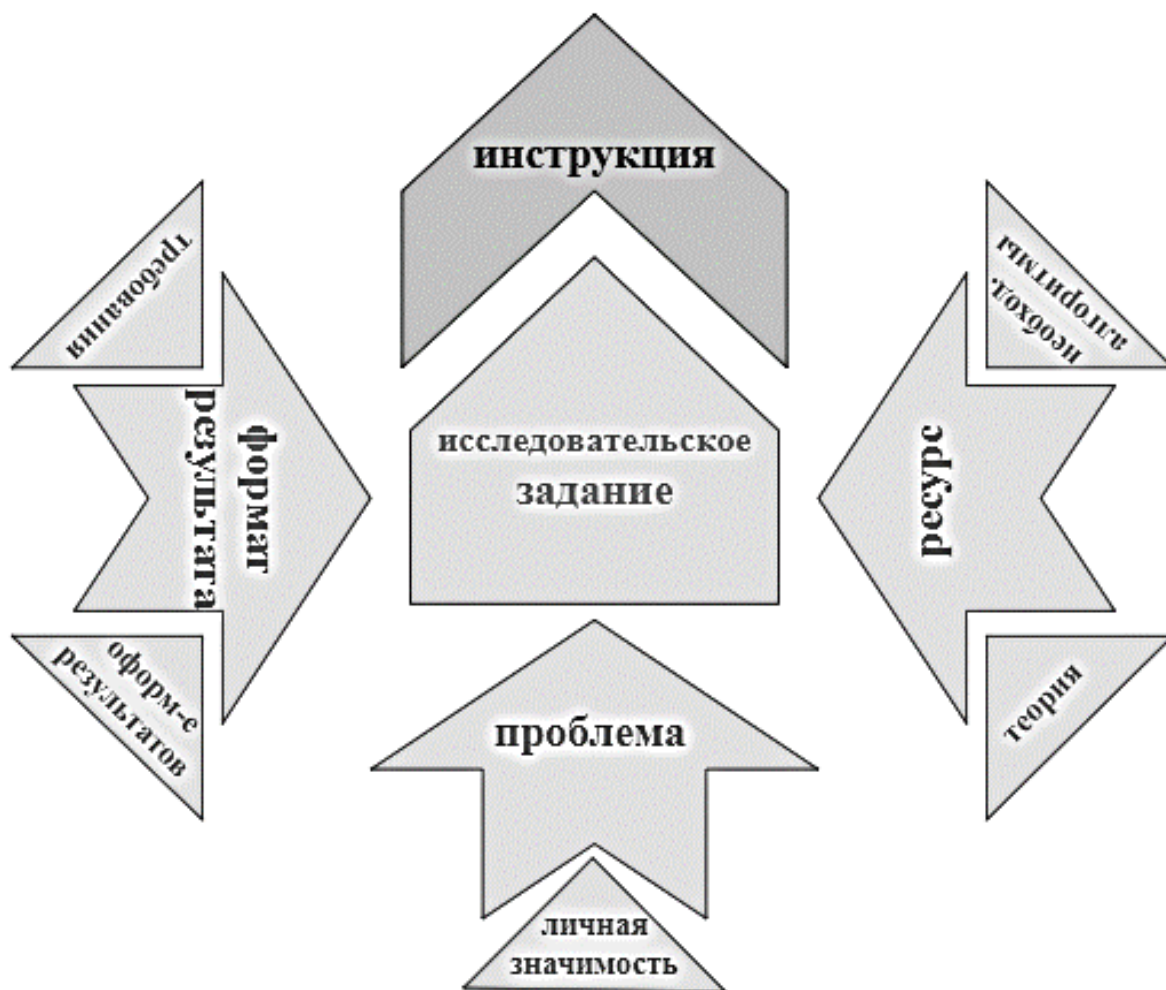 инструкция
требования
необход.
алгоритмы
формат
результата
исследовательское
задание
ресурс
оформ-е
результатов
проблема
теория
личная
значимость